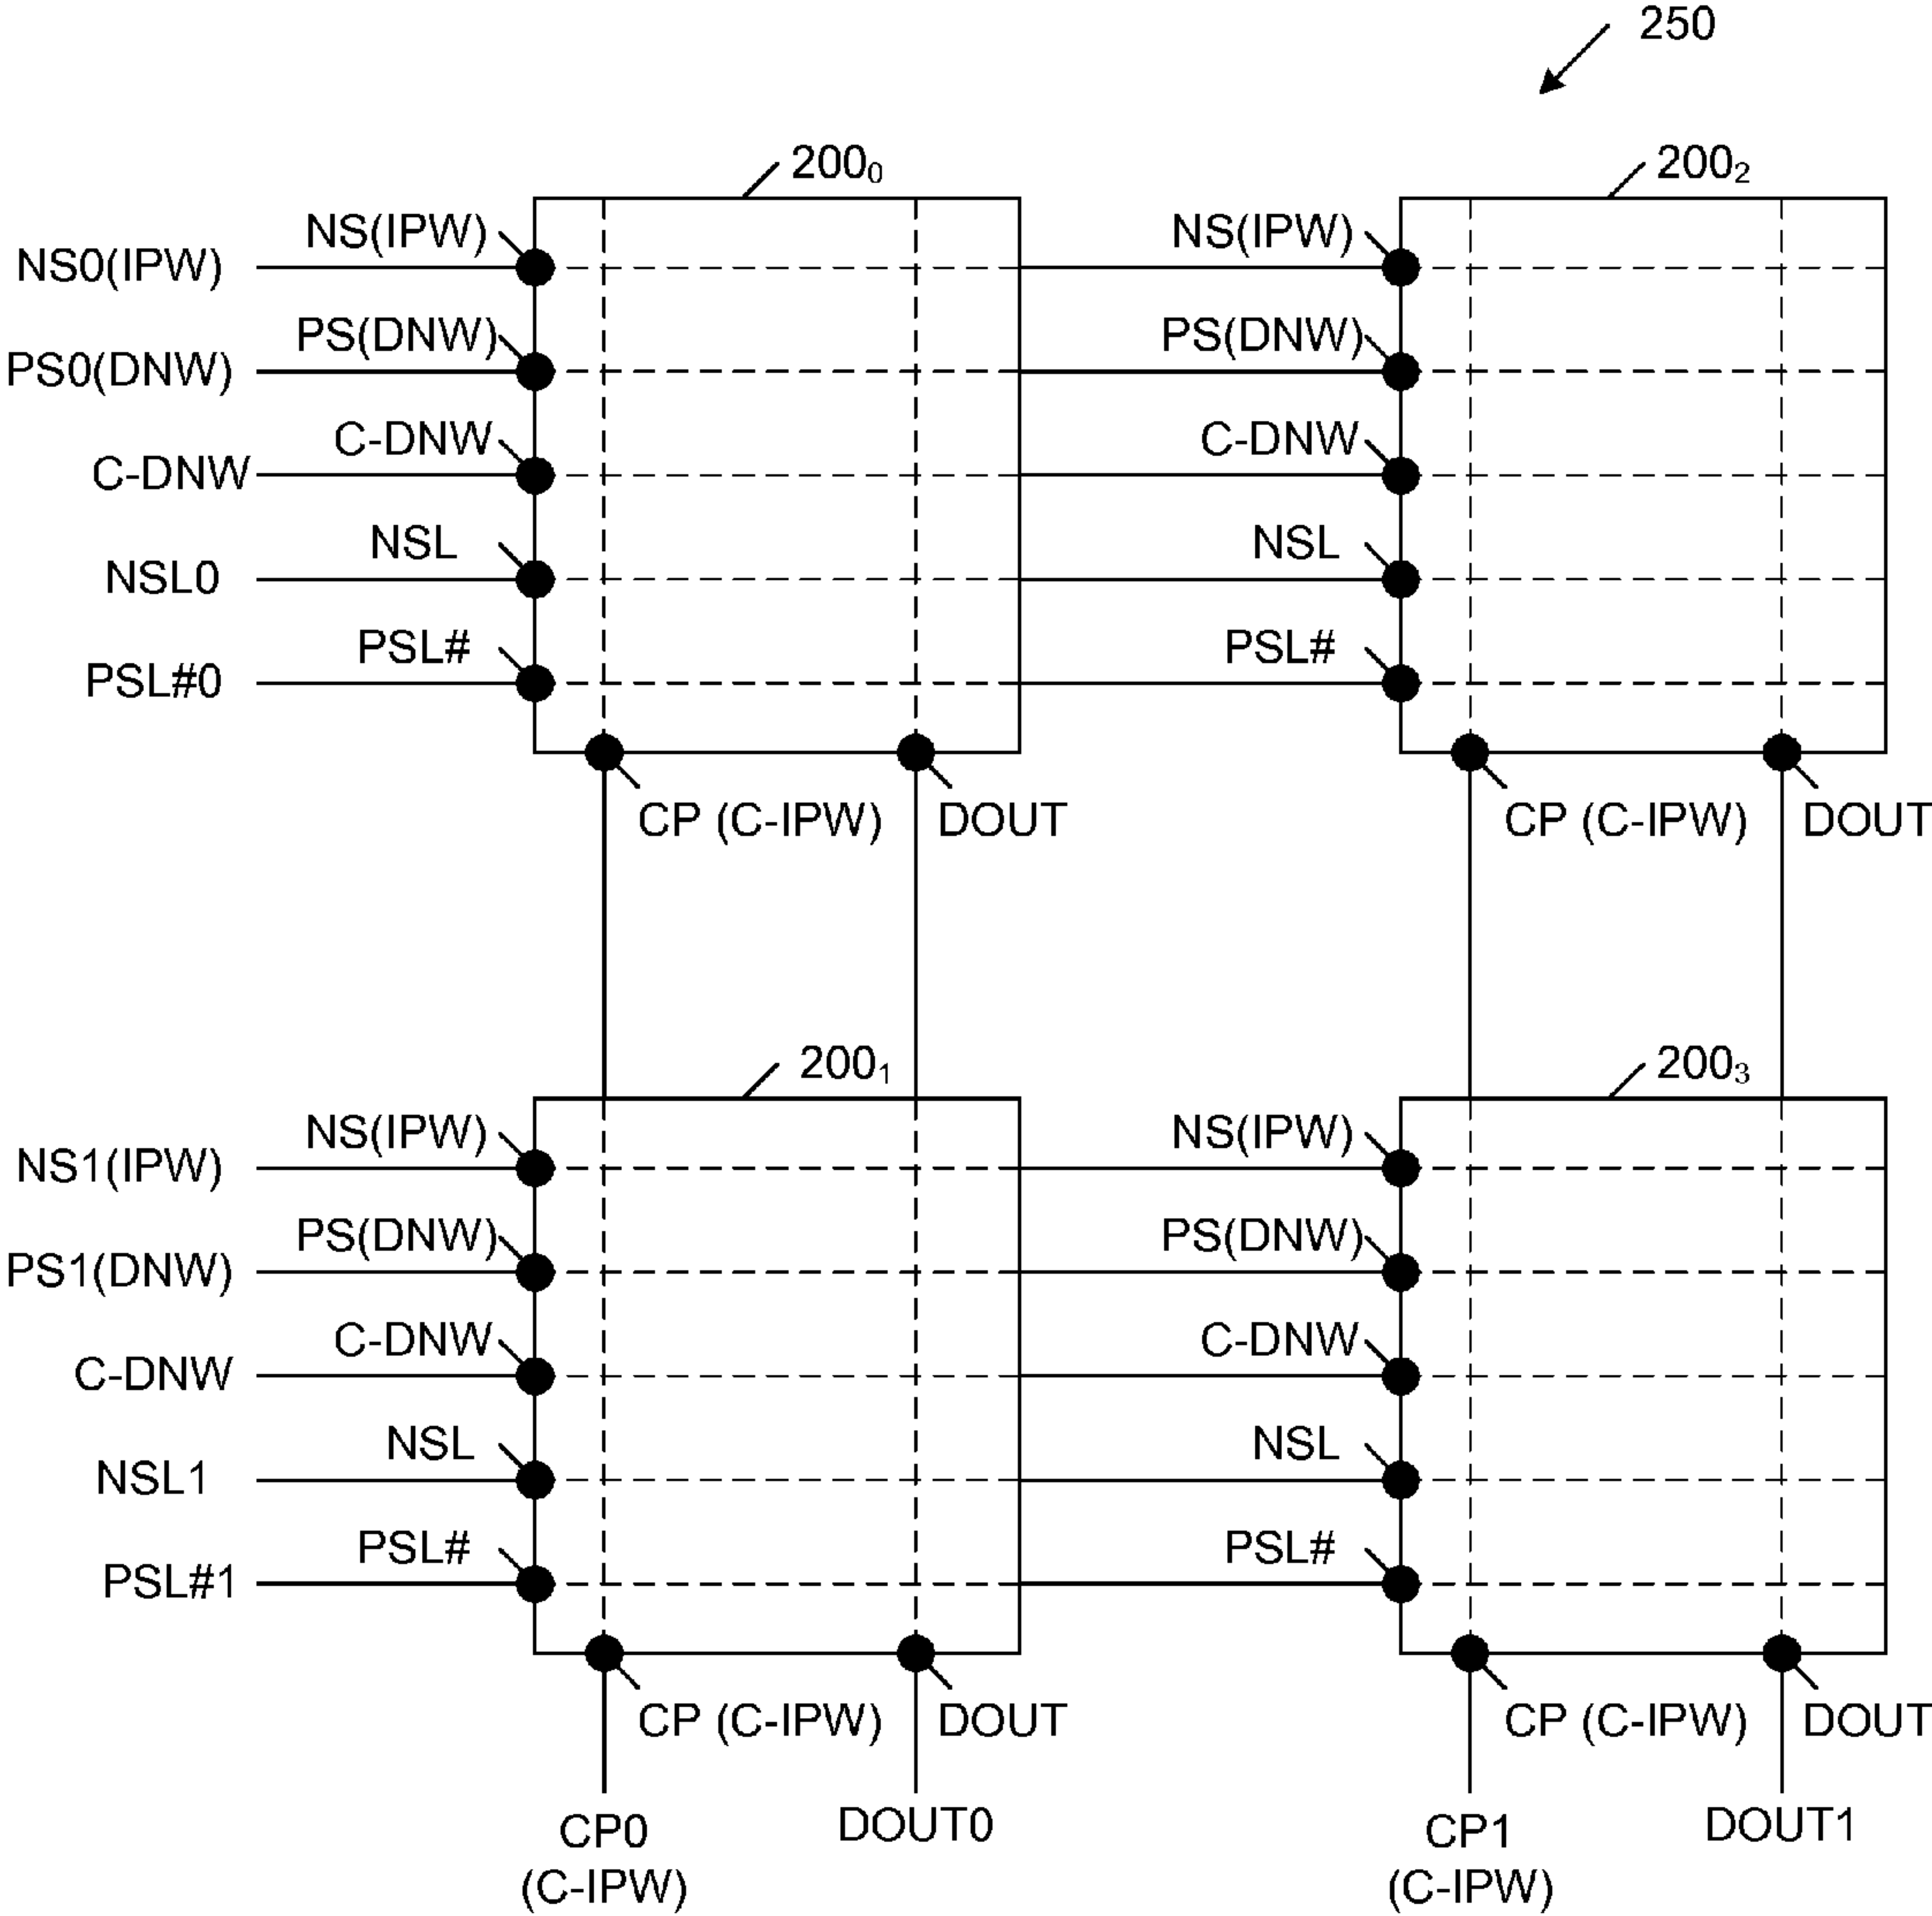 250
200₀
200₂
NS(IPW)
NS(IPW)
NS0(IPW)
PS(DNW)
PS(DNW)
PS0(DNW)
C-DNW
C-DNW
C-DNW
NSL
NSL
NSL0
PSL#
PSL#
PSL#0
CP (C-IPW)
DOUT
CP (C-IPW)
DOUT
200₁
200₃
NS(IPW)
NS(IPW)
NS1(IPW)
PS(DNW)
PS(DNW)
PS1(DNW)
C-DNW
C-DNW
C-DNW
NSL
NSL
NSL1
PSL#
PSL#
PSL#1
CP (C-IPW)
DOUT
CP (C-IPW)
DOUT
CP0
(C-IPW)
DOUT0
CP1
(C-IPW)
DOUT1